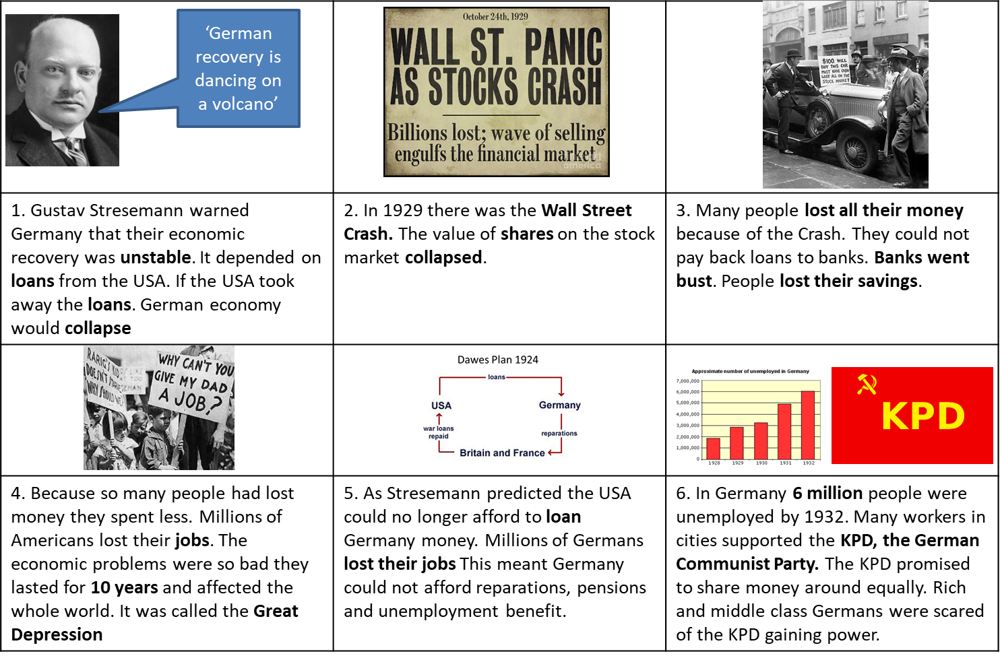 ‘German
recovery is
dancing on
a volcano’
October 24th, 1929
WALL ST. PANIC
AS STOCKS CRASH
Billions lost; wave of selling
engulfs the financial market
america
$100 WILL
BUY THIS CAR
MUST HAVE CASH
LOST ALL ON THE
STOCK MARKET
1. Gustav Stresemann warned
Germany that their economic
recovery was unstable. It depended on
loans from the USA. If the USA took
away the loans. German economy
would collapse
2. In 1929 there was the Wall Street
Crash. The value of shares on the stock
market collapsed.
3. Many people lost all their money
because of the Crash. They could not
pay back loans to banks. Banks went
bust. People lost their savings.
RARIG'S KID
DOESN'T STARVE
WHY SHOULD WE?
WHY CAN'T YOU
GIVE MY DAD
A JOB?
Dawes Plan 1924
loans
USA
Germany
war loans
repaid
reparations
Britain and France
Approximate number of unemployed in Germany
7,000,000
6,000,000
5,000,000
4,000,000
3,000,000
2,000,000
1,000,000
0
1928 1929 1930 1931 1932
KPD
4. Because so many people had lost
money they spent less. Millions of
Americans lost their jobs. The
economic problems were so bad they
lasted for 10 years and affected the
whole world. It was called the Great
Depression
5. As Stresemann predicted the USA
could no longer afford to loan
Germany money. Millions of Germans
lost their jobs This meant Germany
could not afford reparations, pensions
and unemployment benefit.
6. In Germany 6 million people were
unemployed by 1932. Many workers in
cities supported the KPD, the German
Communist Party. The KPD promised
to share money around equally. Rich
and middle class Germans were scared
of the KPD gaining power.